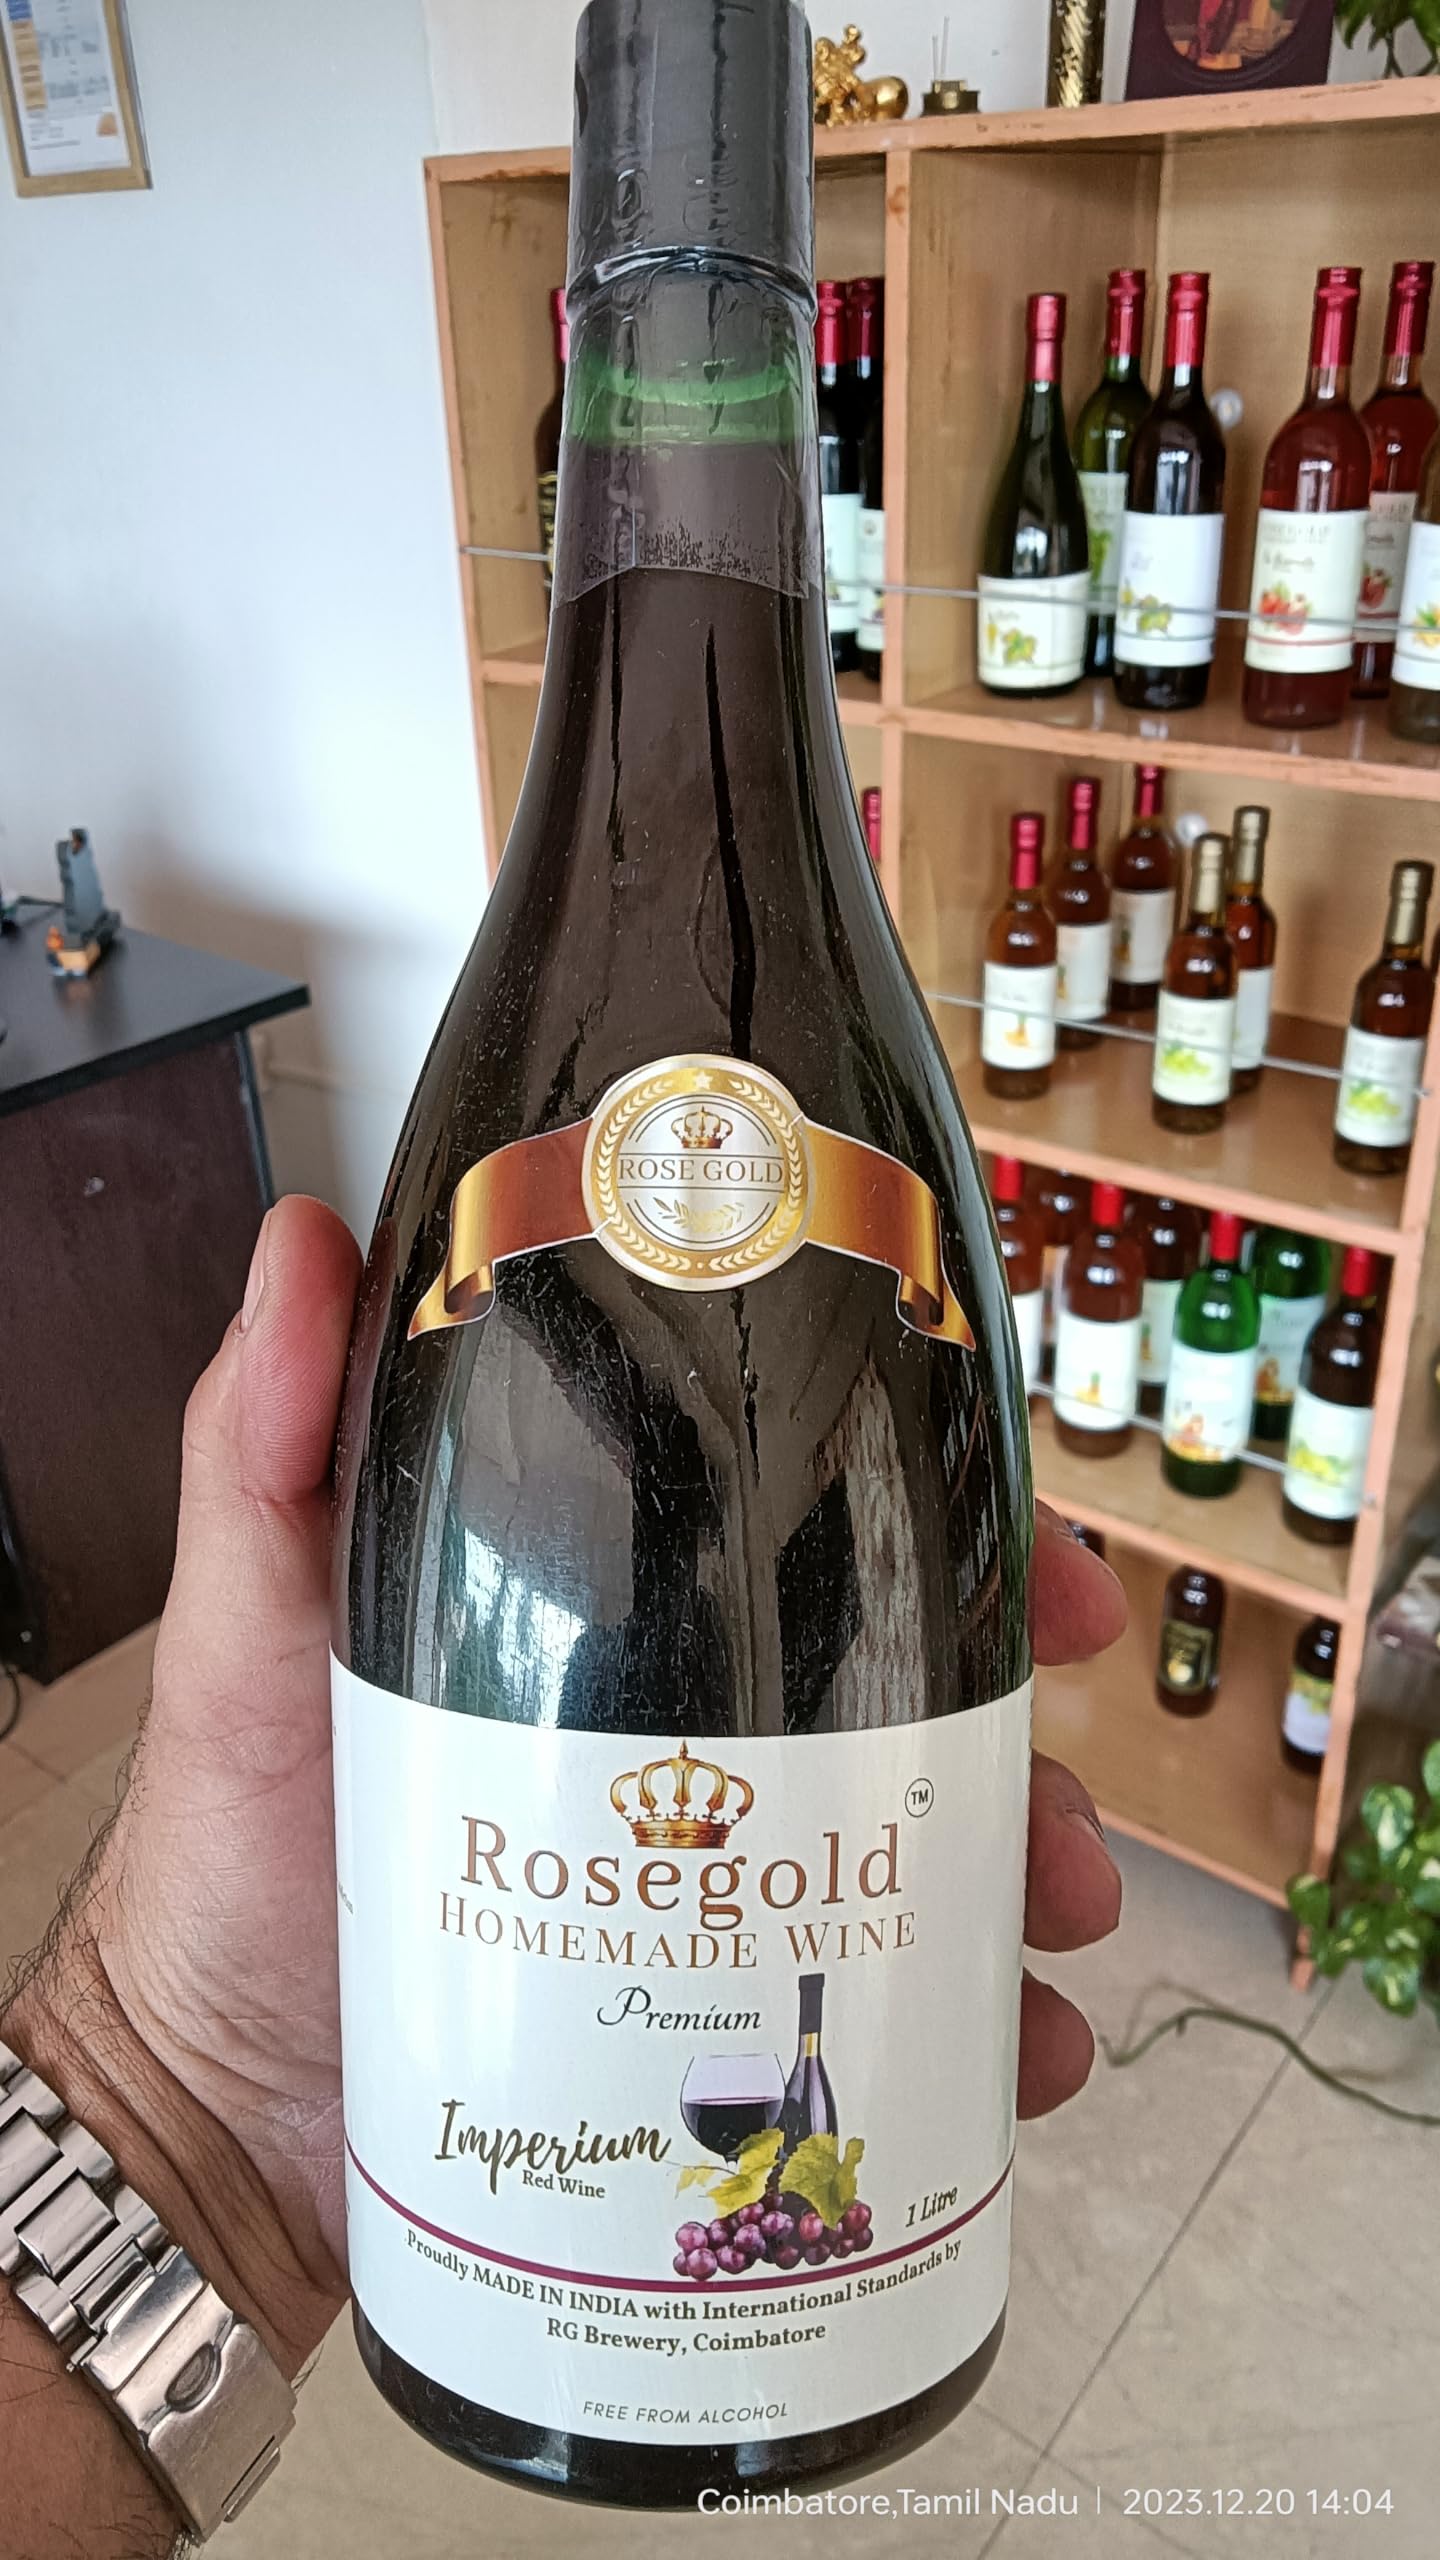 ROSE GOLD
Rosegold TM
HOMEMADE WINE
Premium
Imperium
Red Wine
1 Litre
Proudly MADE IN INDIA with International Standards by
RG Brewery, Coimbatore
FREE FROM ALCOHOL
Coimbatore,Tamil Nadu | 2023.12.20 14:04